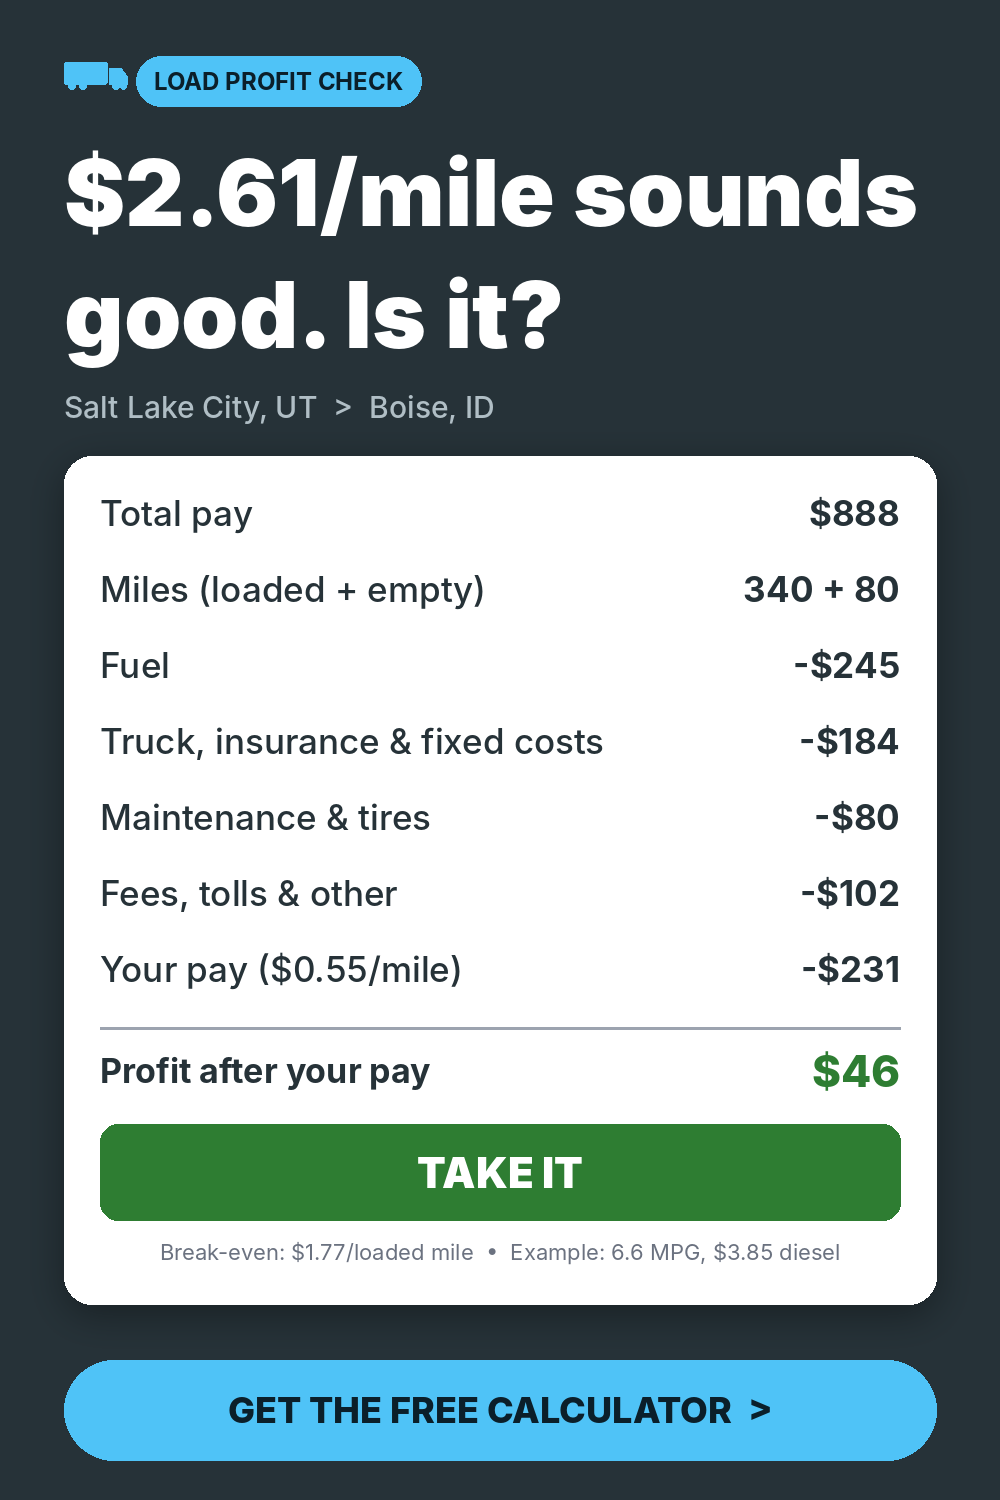 LOAD PROFIT CHECK
$2.61/mile sounds
good. Is it?
Salt Lake City, UT > Boise, ID
Total pay $888
Miles (loaded + empty) 340 + 80
Fuel -$245
Truck, insurance & fixed costs -$184
Maintenance & tires -$80
Fees, tolls & other -$102
Your pay ($0.55/mile) -$231
Profit after your pay $46
TAKE IT
Break-even: $1.77/loaded mile • Example: 6.6 MPG, $3.85 diesel
GET THE FREE CALCULATOR >